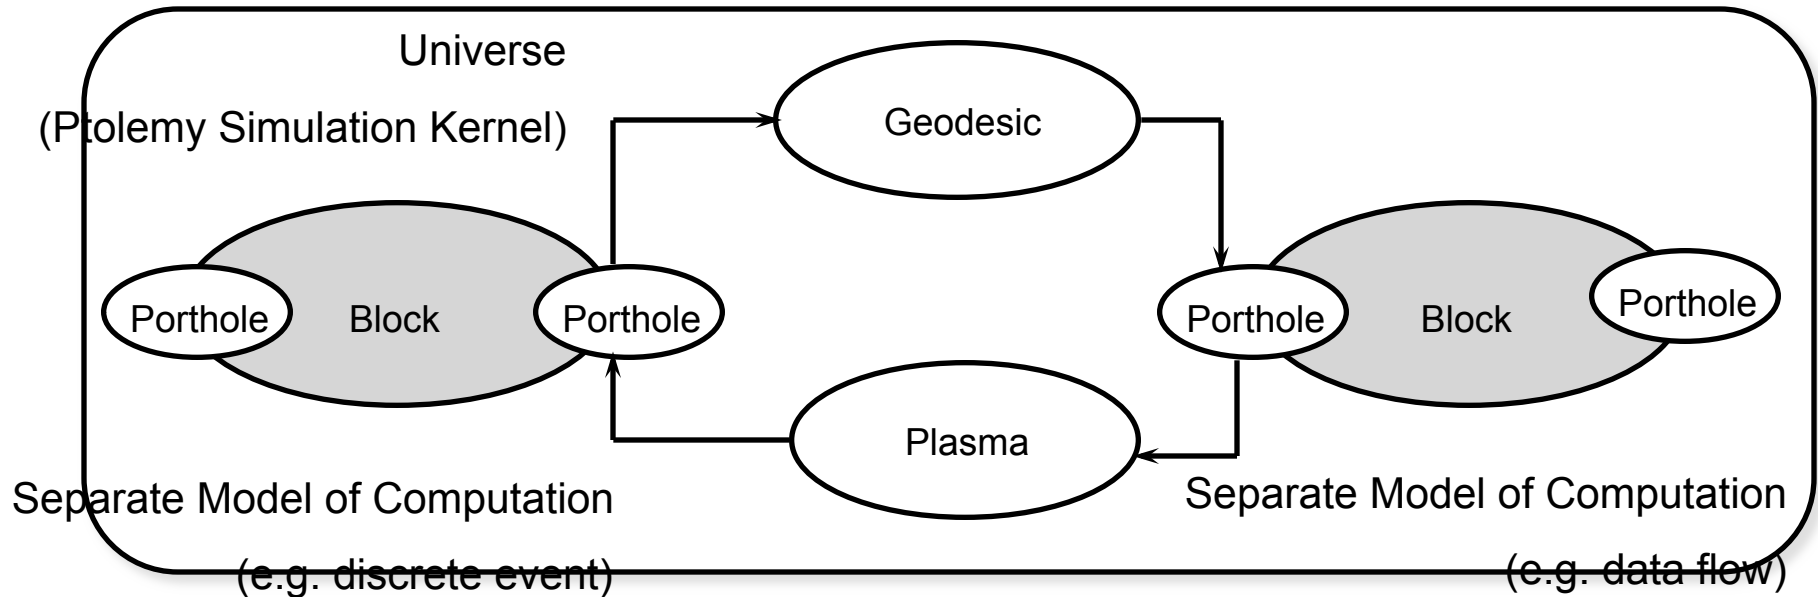 Universe
(Ptolemy Simulation Kernel)
Geodesic
Porthole
Block
Porthole
Porthole
Block
Porthole
Plasma
Separate Model of Computation
(e.g. discrete event)
Separate Model of Computation
(e.g. data flow)